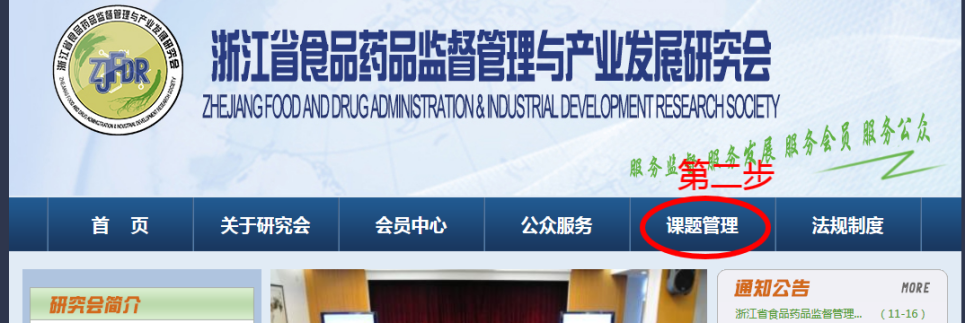 浙江省食品药品监督管理与产业发展研究会
ZJFDR
ZHEJIANG FOOD AND DRUG ADMINISTRATION & INDUSTRIAL DEVELOPMENT RESEARCH SOCIETY
浙江省食品药品监督管理与产业发展研究会
ZHEJIANG FOOD AND DRUG ADMINISTRATION & INDUSTRIAL DEVELOPMENT RESEARCH SOCIETY
服务监督 服务发展 服务会员 服务公众
第二步
首 页 关于研究会 会员中心 公众服务 课题管理 法规制度
研究会简介
通知公告 MORE
浙江省食品药品监督管理... (11-16)